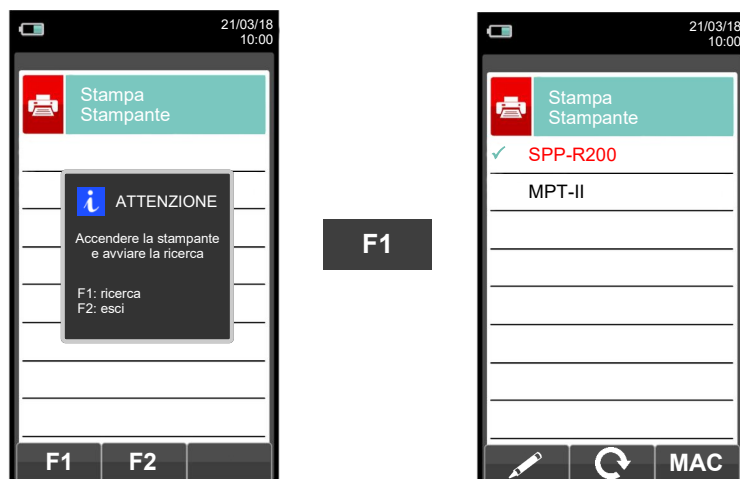 21/03/18
10:00
Stampa
Stampante
ATTENZIONE
Accendere la stampante
e avviare la ricerca
F1: ricerca
F2: esci
F1
F2
F1
21/03/18
10:00
Stampa
Stampante
SPP-R200
MPT-II
MAC